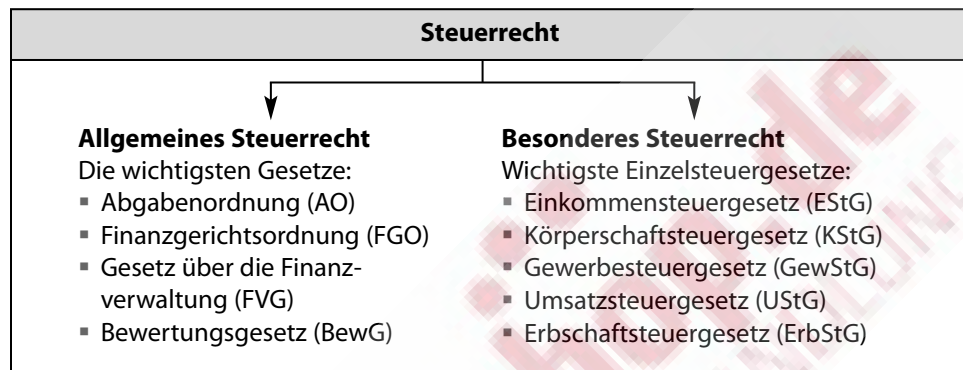 Steuerrecht
Allgemeines Steuerrecht
Die wichtigsten Gesetze:
▪ Abgabenordnung (AO)
▪ Finanzgerichtsordnung (FGO)
▪ Gesetz über die Finanz-
verwaltung (FVG)
▪ Bewertungsgesetz (BewG)
Besonderes Steuerrecht
Wichtigste Einzelsteuergesetze:
▪ Einkommensteuergesetz (EStG)
▪ Körperschaftsteuergesetz (KStG)
▪ Gewerbesteuergesetz (GewStG)
▪ Umsatzsteuergesetz (UStG)
▪ Erbschaftsteuergesetz (ErbStG)